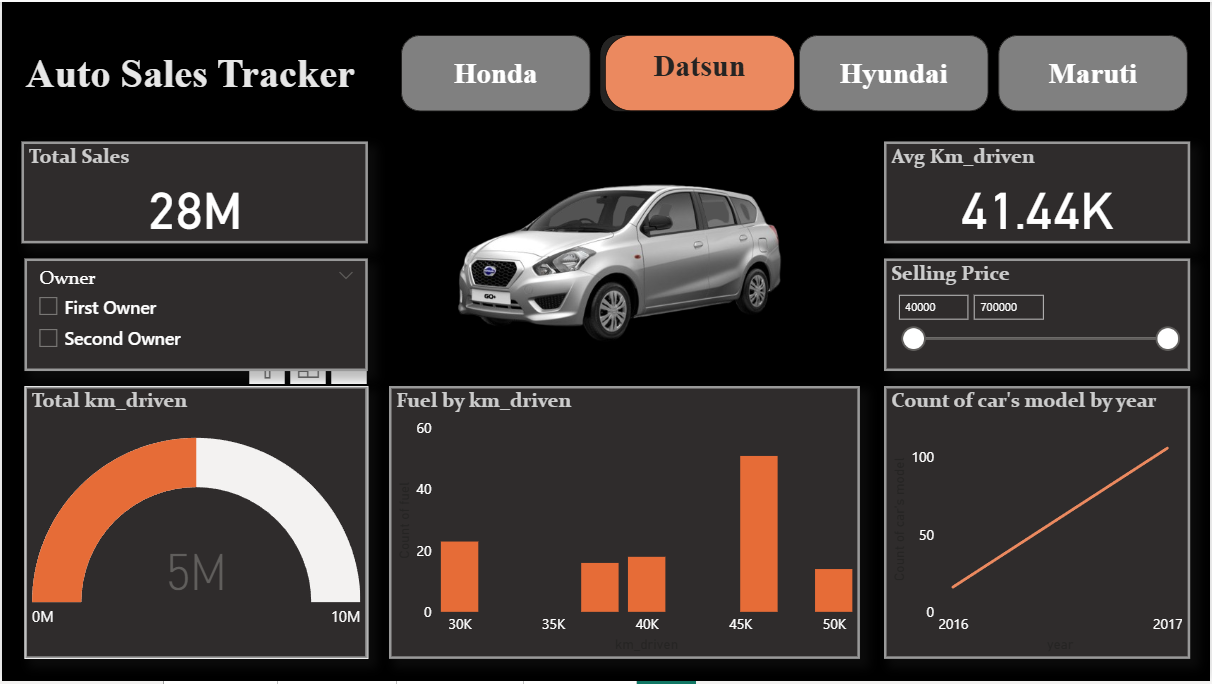 Auto Sales Tracker
Honda
Datsun
Hyundai
Maruti
Total Sales
28M
Avg Km_driven
41.44K
Owner
First Owner
Second Owner
GO+
Selling Price
40000
700000
Total km_driven
5M
0M
10M
Fuel by km_driven
Count of fuel
60
40
20
0
30K
35K
40K
45K
50K
km_driven
Count of car's model by year
Count of car's model
100
50
0
2016
2017
year